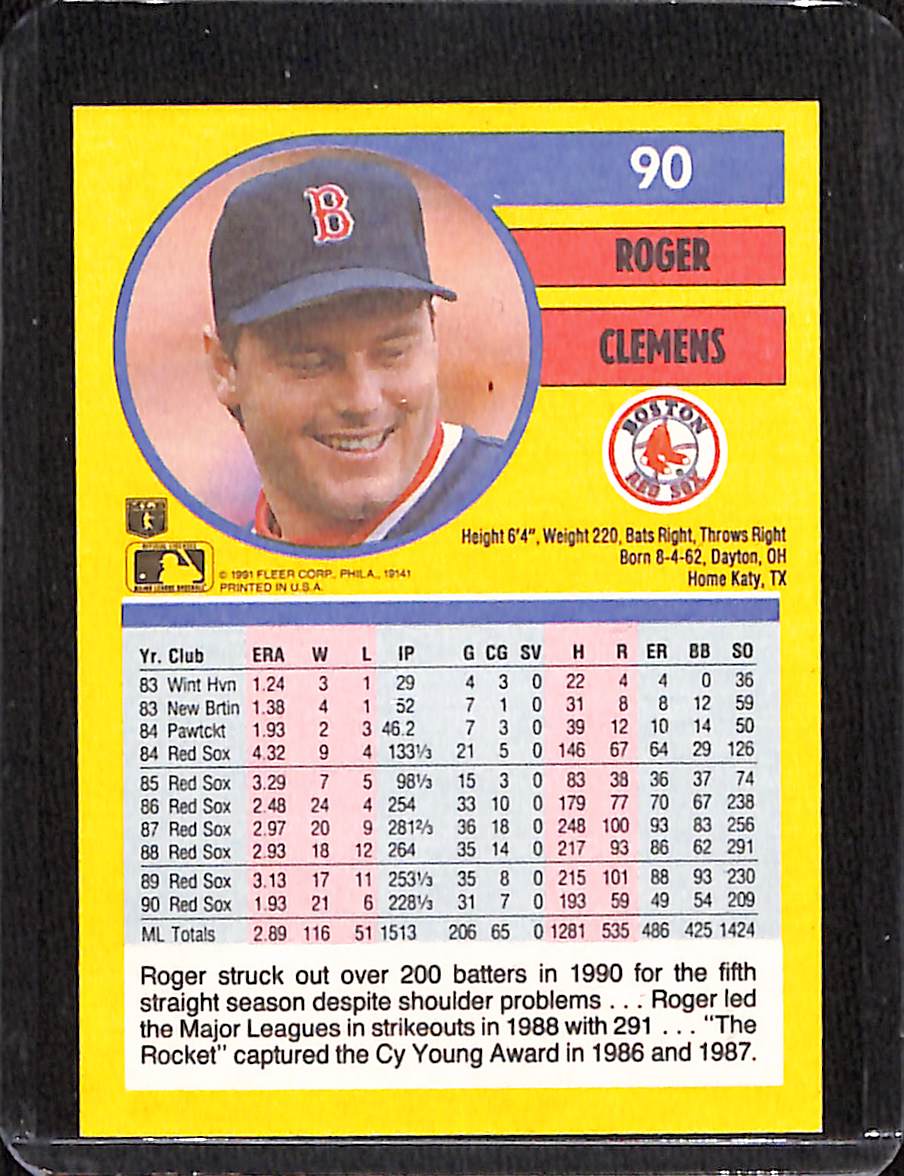 90
B
ROGER
CLEMENS
BOSTON
RED SOX
Height 6'4", Weight 220, Bats Right, Throws Right
Born 8-4-62, Dayton, OH
Home Katy, TX
OFFICIAL LICENSEE
MAJOR LEAGUE BASEBALL
© 1991 FLEER CORP., PHILA., 19141
PRINTED IN U.S.A.
Yr. Club ERA W L IP G CG SV H R ER BB SO
83 Wint Hvn 1.24 3 1 29 4 3 0 22 4 4 0 36
83 New Brtin 1.38 4 1 52 7 1 0 31 8 8 12 59
84 Pawtckt 1.93 2 3 46.2 7 3 0 39 12 10 14 50
84 Red Sox 4.32 9 4 133⅓ 21 5 0 146 67 64 29 126
85 Red Sox 3.29 7 5 98⅓ 15 3 0 83 38 36 37 74
86 Red Sox 2.48 24 4 254 33 10 0 179 77 70 67 238
87 Red Sox 2.97 20 9 281⅔ 36 18 0 248 100 93 83 256
88 Red Sox 2.93 18 12 264 35 14 0 217 93 86 62 291
89 Red Sox 3.13 17 11 253⅓ 35 8 0 215 101 88 93 230
90 Red Sox 1.93 21 6 228⅓ 31 7 0 193 59 49 54 209
ML Totals 2.89 116 51 1513 206 65 0 1281 535 486 425 1424
Roger struck out over 200 batters in 1990 for the fifth
straight season despite shoulder problems . . . Roger led
the Major Leagues in strikeouts in 1988 with 291 . . . "The
Rocket" captured the Cy Young Award in 1986 and 1987.